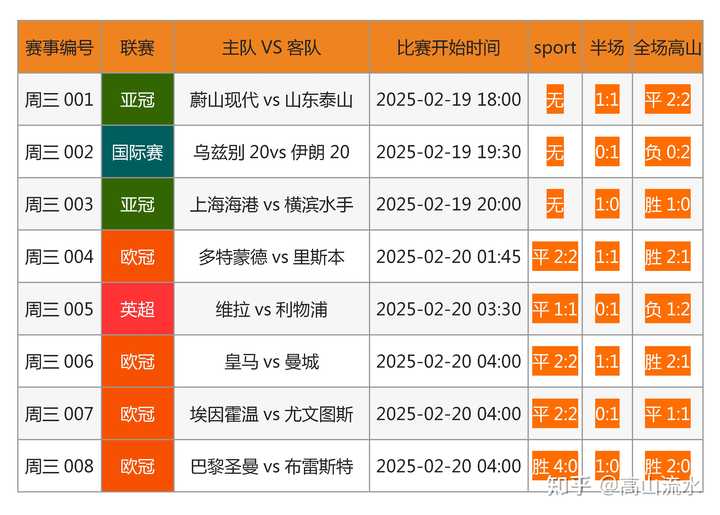 赛事编号 联赛 主队 VS 客队 比赛开始时间 sport 半场 全场高山
周三 001 亚冠 蔚山现代 vs 山东泰山 2025-02-19 18:00 无 1:1 平 2:2
周三 002 国际赛 乌兹别 20vs 伊朗 20 2025-02-19 19:30 无 0:1 负 0:2
周三 003 亚冠 上海海港 vs 横滨水手 2025-02-19 20:00 无 1:0 胜 1:0
周三 004 欧冠 多特蒙德 vs 里斯本 2025-02-20 01:45 平 2:2 1:1 胜 2:1
周三 005 英超 维拉 vs 利物浦 2025-02-20 03:30 平 1:1 0:1 负 1:2
周三 006 欧冠 皇马 vs 曼城 2025-02-20 04:00 平 2:2 1:1 胜 2:1
周三 007 欧冠 埃因霍温 vs 尤文图斯 2025-02-20 04:00 平 2:2 0:1 平 1:1
周三 008 欧冠 巴黎圣曼 vs 布雷斯特 2025-02-20 04:00 胜 4:0 1:0 胜 2:0
知乎 @高山流水